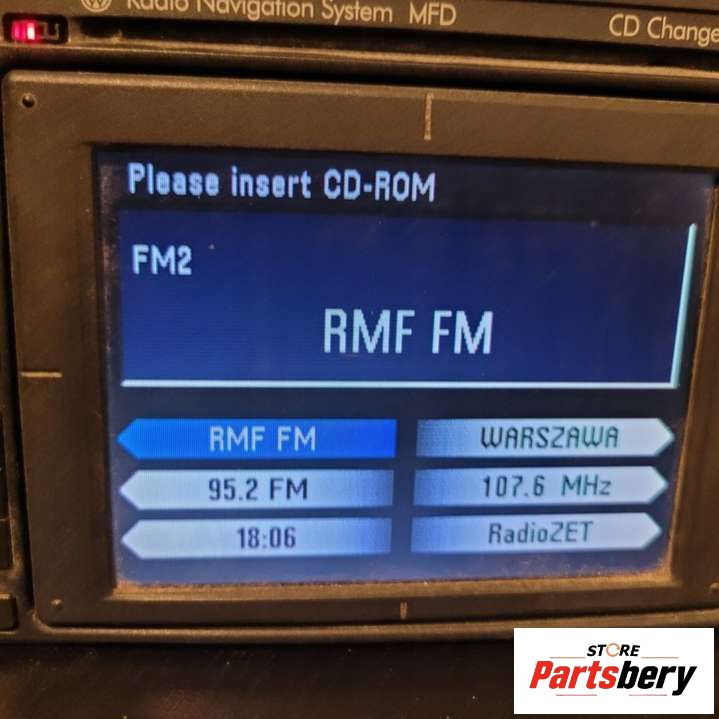 Radio Navigation System MFD
CD Change
Please insert CD-ROM
FM2
RMF FM
RMF FM
WARSZAWA
95.2 FM
107.6 MHz
18:06
RadioZET
STORE
Partsbery